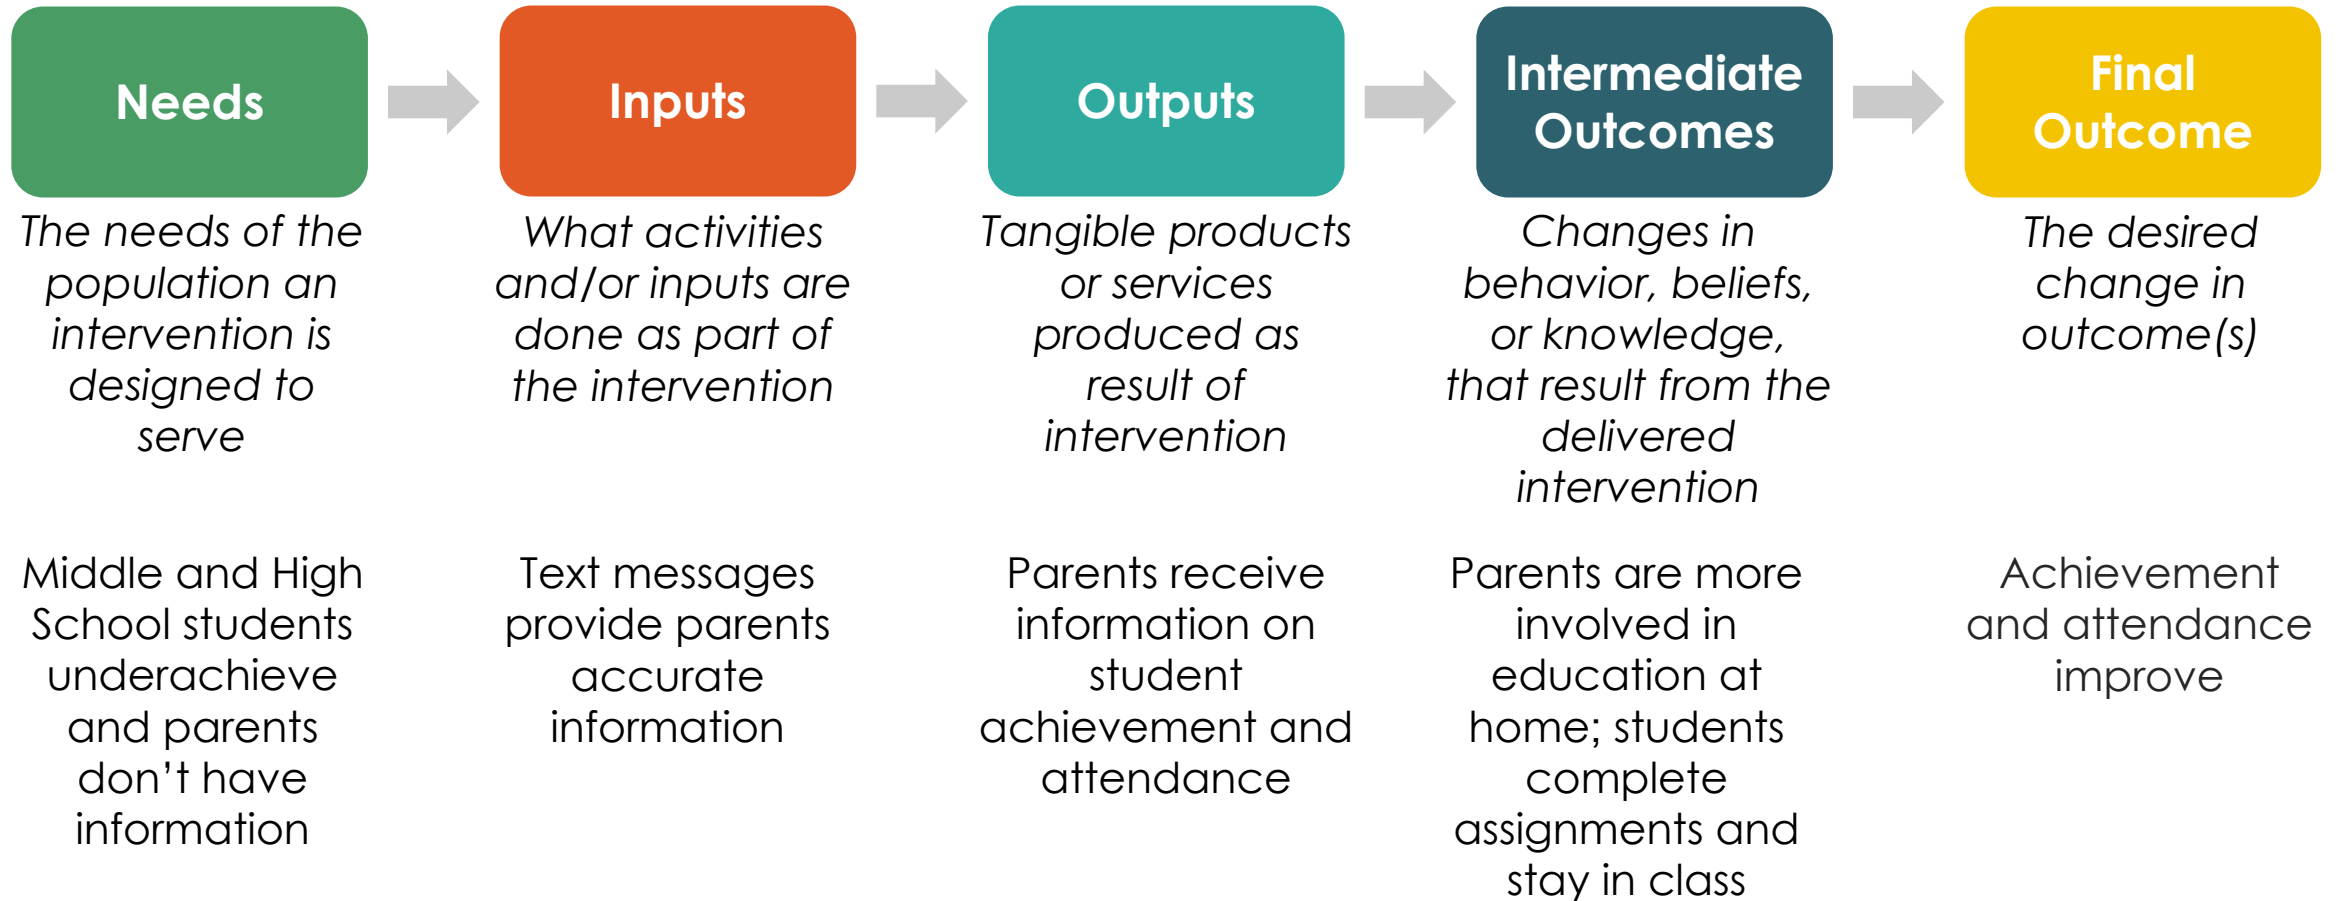 Needs
Inputs
Outputs
Intermediate
Outcomes
Final
Outcome
The needs of the
population an
intervention is
designed to
serve
What activities
and/or inputs are
done as part of
the intervention
Tangible products
or services
produced as
result of
intervention
Changes in
behavior, beliefs,
or knowledge,
that result from the
delivered
intervention
The desired
change in
outcome(s)
Middle and High
School students
underachieve
and parents
don’t have
information
Text messages
provide parents
accurate
information
Parents receive
information on
student
achievement and
attendance
Parents are more
involved in
education at
home; students
complete
assignments and
stay in class
Achievement
and attendance
improve